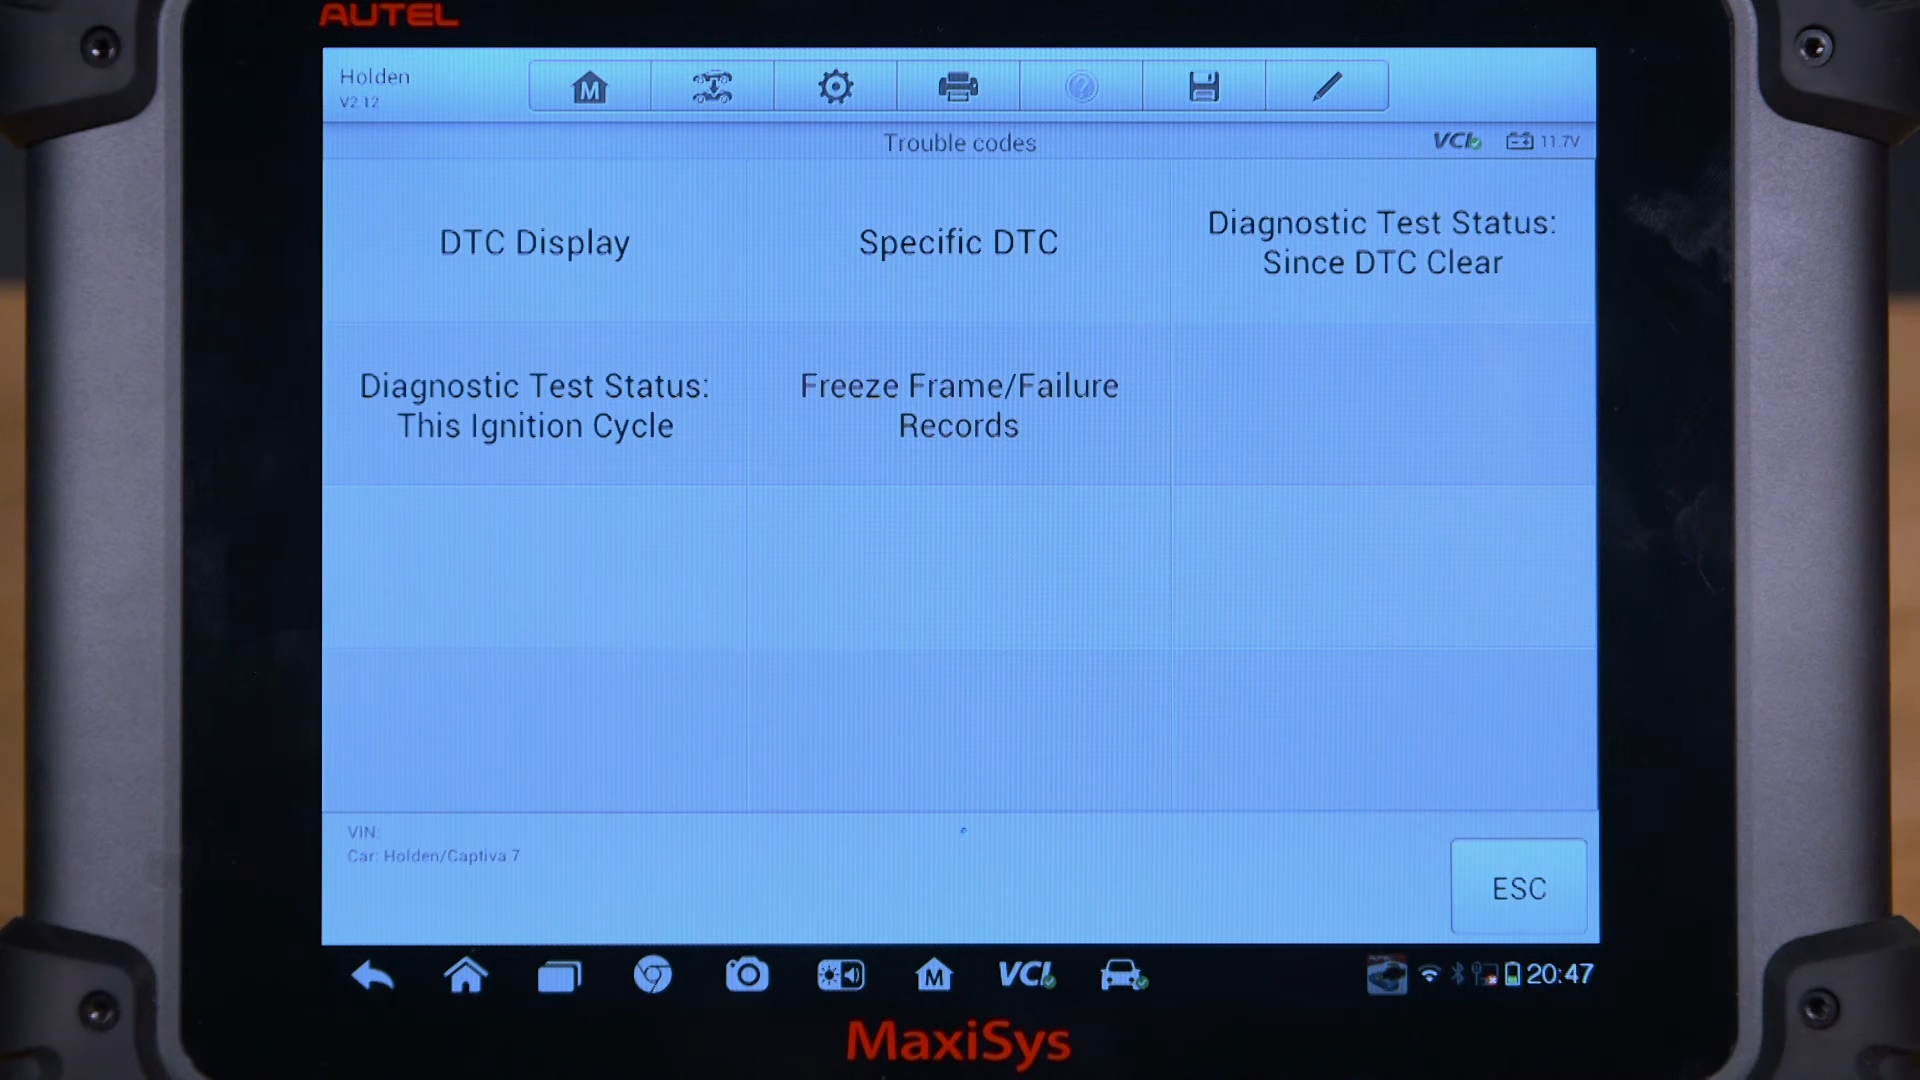 AUTEL
Holden
V2.12
M
Trouble codes
VCI
11.7V
DTC Display
Specific DTC
Diagnostic Test Status:
Since DTC Clear
Diagnostic Test Status:
This Ignition Cycle
Freeze Frame/Failure
Records
VIN:
Car: Holden/Captiva 7
ESC
M
VCI
20:47
MaxiSys